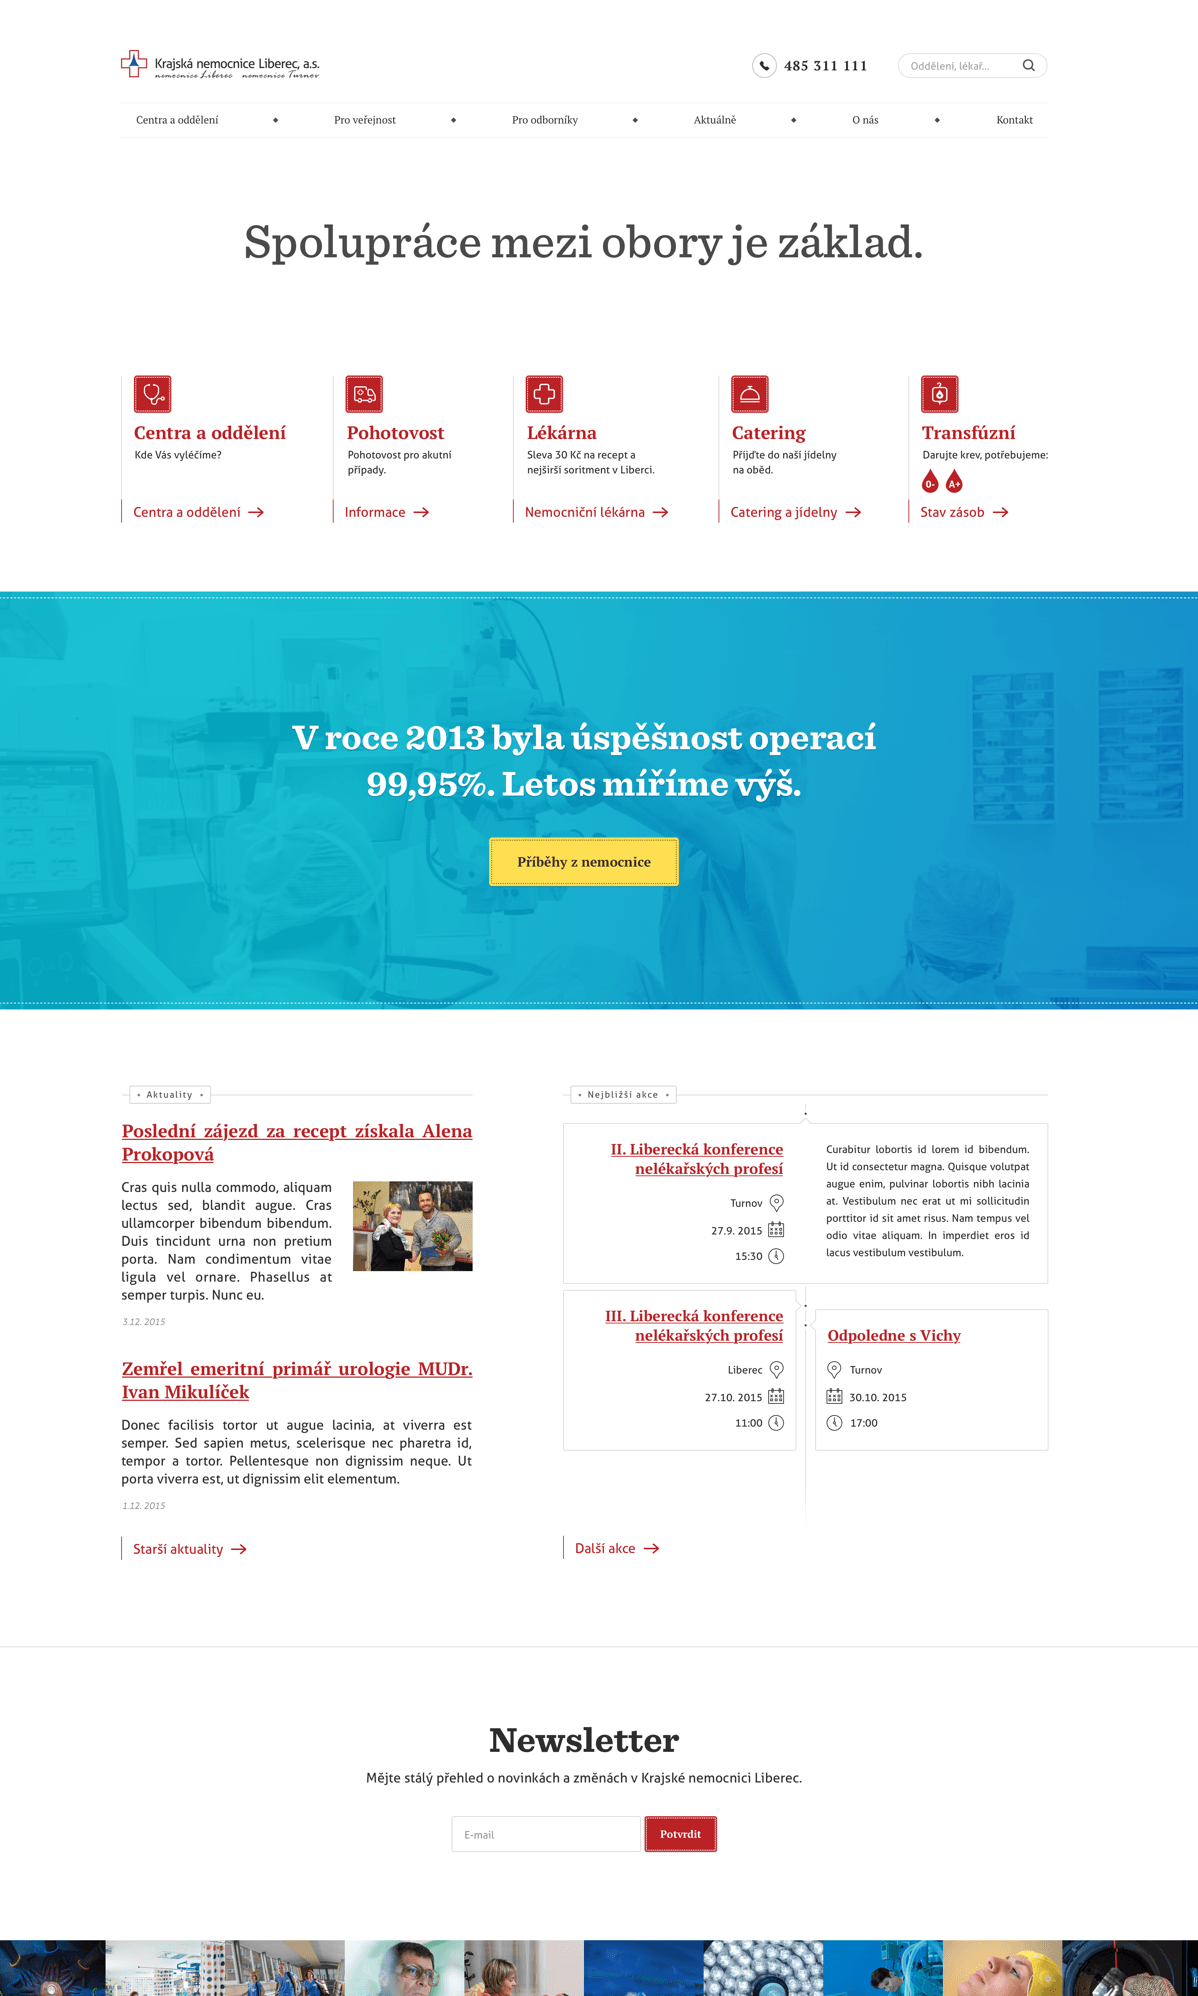 Krajská nemocnice Liberec, a.s.
nemocnice Liberec nemocnice Turnov
485 311 111
Oddělení, lékař...
Centra a oddělení
Pro veřejnost
Pro odborníky
Aktuálně
O nás
Kontakt
Spolupráce mezi obory je základ.
Centra a oddělení
Kde Vás vyléčíme?
Centra a oddělení
Pohotovost
Pohotovost pro akutní
případy.
Informace
Lékárna
Sleva 30 Kč na recept a
nejširší soritment v Liberci.
Nemocniční lékárna
Catering
Přijďte do naší jídelny
na oběd.
Catering a jídelny
Transfúzní
Darujte krev, potřebujeme:
0- A+
Stav zásob
V roce 2013 byla úspěšnost operací
99,95%. Letos míříme výš.
Příběhy z nemocnice
Aktuality
Poslední zájezd za recept získala Alena
Prokopová
Cras quis nulla commodo, aliquam
lectus sed, blandit augue. Cras
ullamcorper bibendum bibendum.
Duis tincidunt urna non pretium
porta. Nam condimentum vitae
ligula vel ornare. Phasellus at
semper turpis. Nunc eu.
3.12. 2015
Zemřel emeritní primář urologie MUDr.
Ivan Mikulíček
Donec facilisis tortor ut augue lacinia, at viverra est
semper. Sed sapien metus, scelerisque nec pharetra id,
tempor a tortor. Pellentesque non dignissim neque. Ut
porta viverra est, ut dignissim elit elementum.
1.12. 2015
Starší aktuality
Nejbližší akce
II. Liberecká konference
nelékařských profesí
Turnov
27.9. 2015
15:30
Curabitur lobortis id lorem id bibendum.
Ut id consectetur magna. Quisque volutpat
augue enim, pulvinar lobortis nibh lacinia
at. Vestibulum nec erat ut mi sollicitudin
porttitor id sit amet risus. Nam tempus vel
odio vitae aliquam. In imperdiet eros id
lacus vestibulum vestibulum.
III. Liberecká konference
nelékařských profesí
Liberec
27.10. 2015
11:00
Odpoledne s Vichy
Turnov
30.10. 2015
17:00
Další akce
Newsletter
Mějte stálý přehled o novinkách a změnách v Krajské nemocnici Liberec.
E-mail
Potvrdit